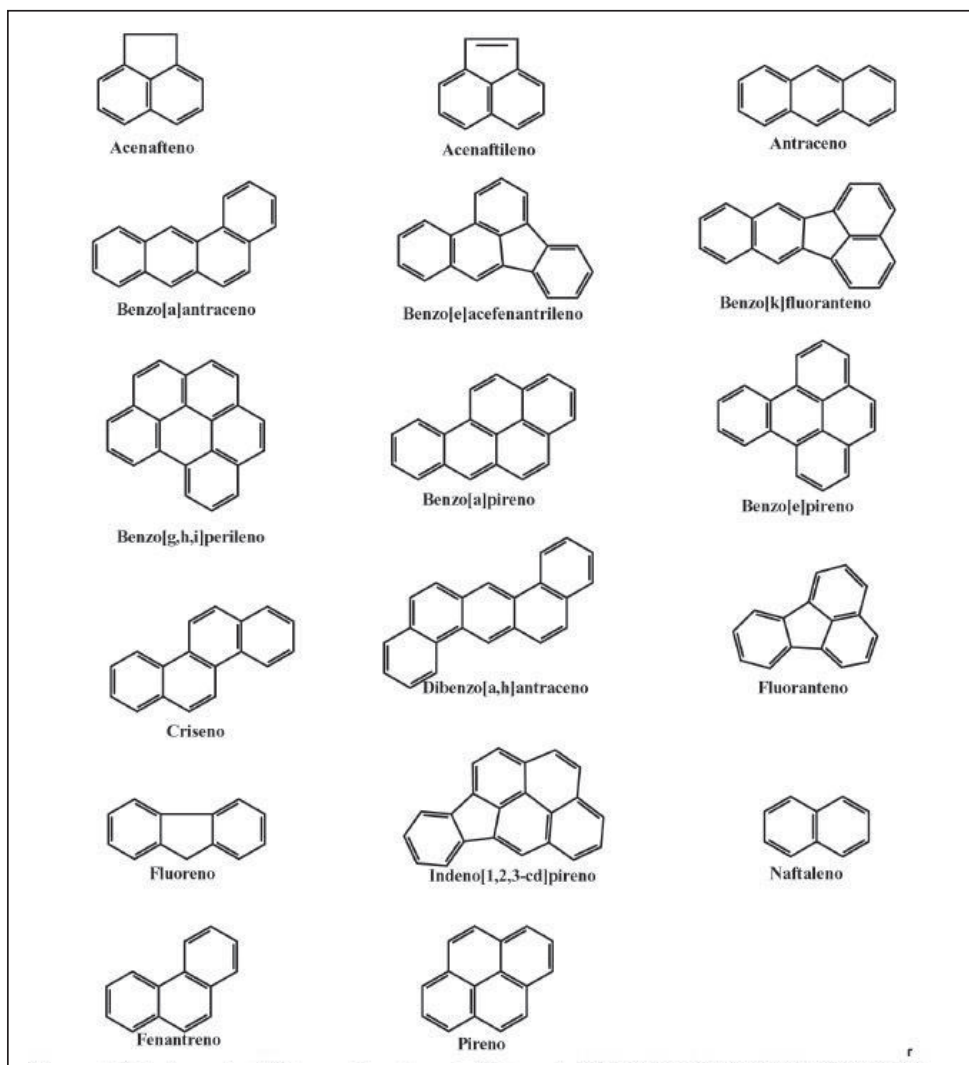 Acenafteno
Acenaftileno
Antraceno
Benzo[a]antraceno
Benzo[e]acefenantrileno
Benzo[k]fluoranteno
Benzo[g,h,i]perileno
Benzo[a]pireno
Benzo[e]pireno
Criseno
Dibenzo[a,h]antraceno
Fluoranteno
Fluoreno
Indeno[1,2,3-cd]pireno
Naftaleno
Fenantreno
Pireno
r